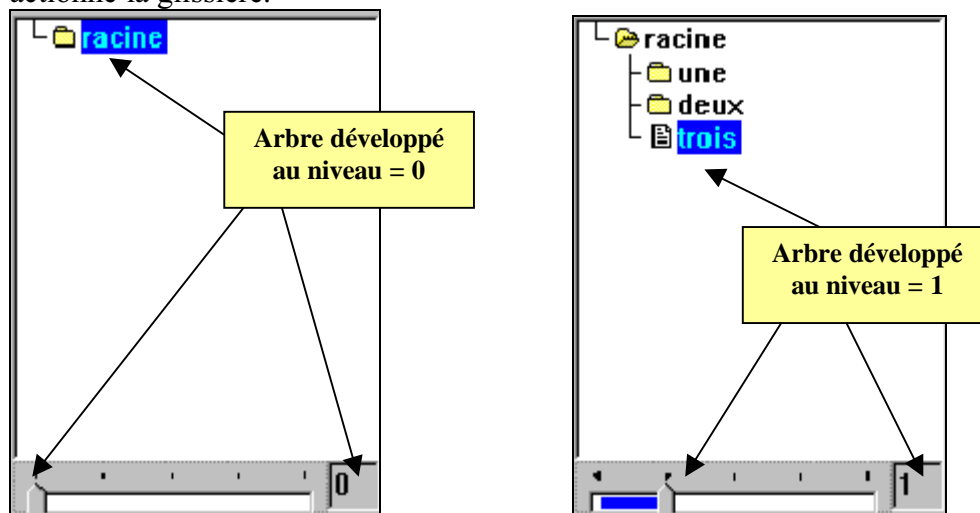 actionne la glissière.
racine
Arbre développé
au niveau = 0
0
racine
une
deux
trois
Arbre développé
au niveau = 1
1